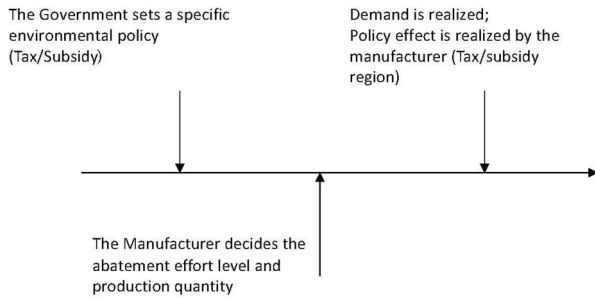 The Government sets a specific
environmental policy
(Tax/Subsidy)
Demand is realized;
Policy effect is realized by the
manufacturer (Tax/subsidy
region)
The Manufacturer decides the
abatement effort level and
production quantity